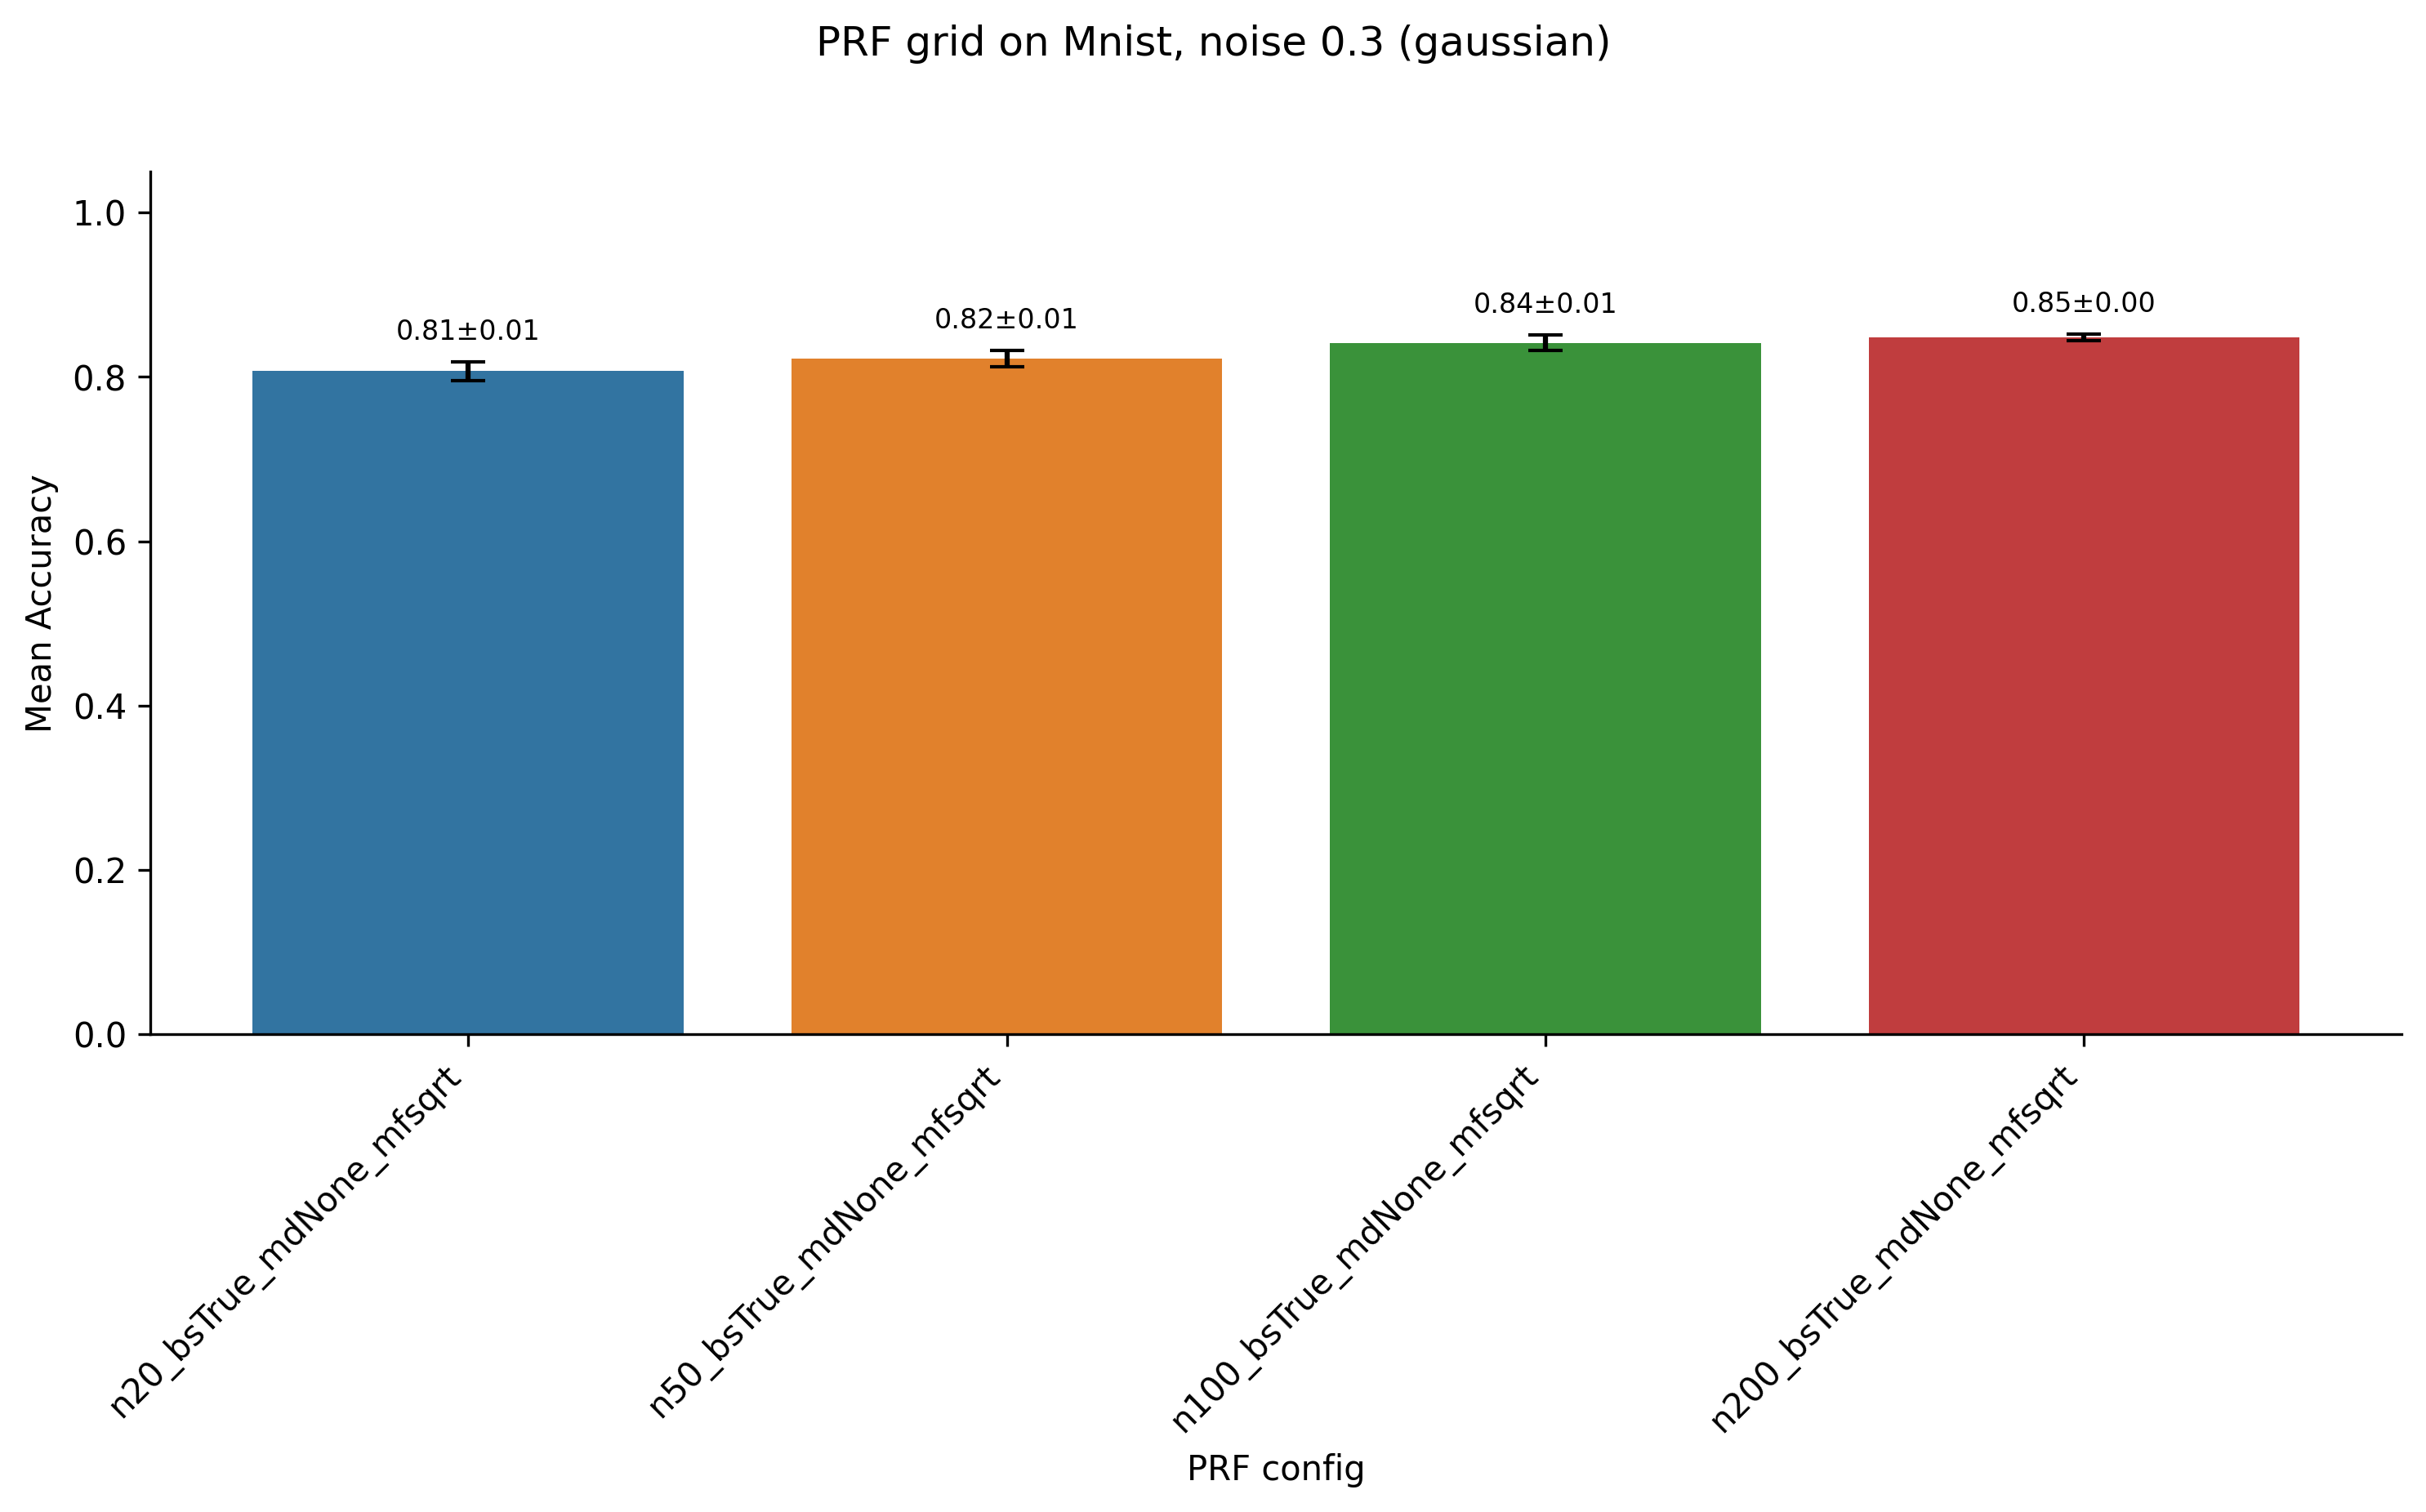 PRF grid on Mnist, noise 0.3 (gaussian)
Mean Accuracy
1.0
0.8
0.6
0.4
0.2
0.0
0.81±0.01
0.82±0.01
0.84±0.01
0.85±0.00
n20_bsTrue_mdNone_mfsqrt
n50_bsTrue_mdNone_mfsqrt
n100_bsTrue_mdNone_mfsqrt
n200_bsTrue_mdNone_mfsqrt
PRF config